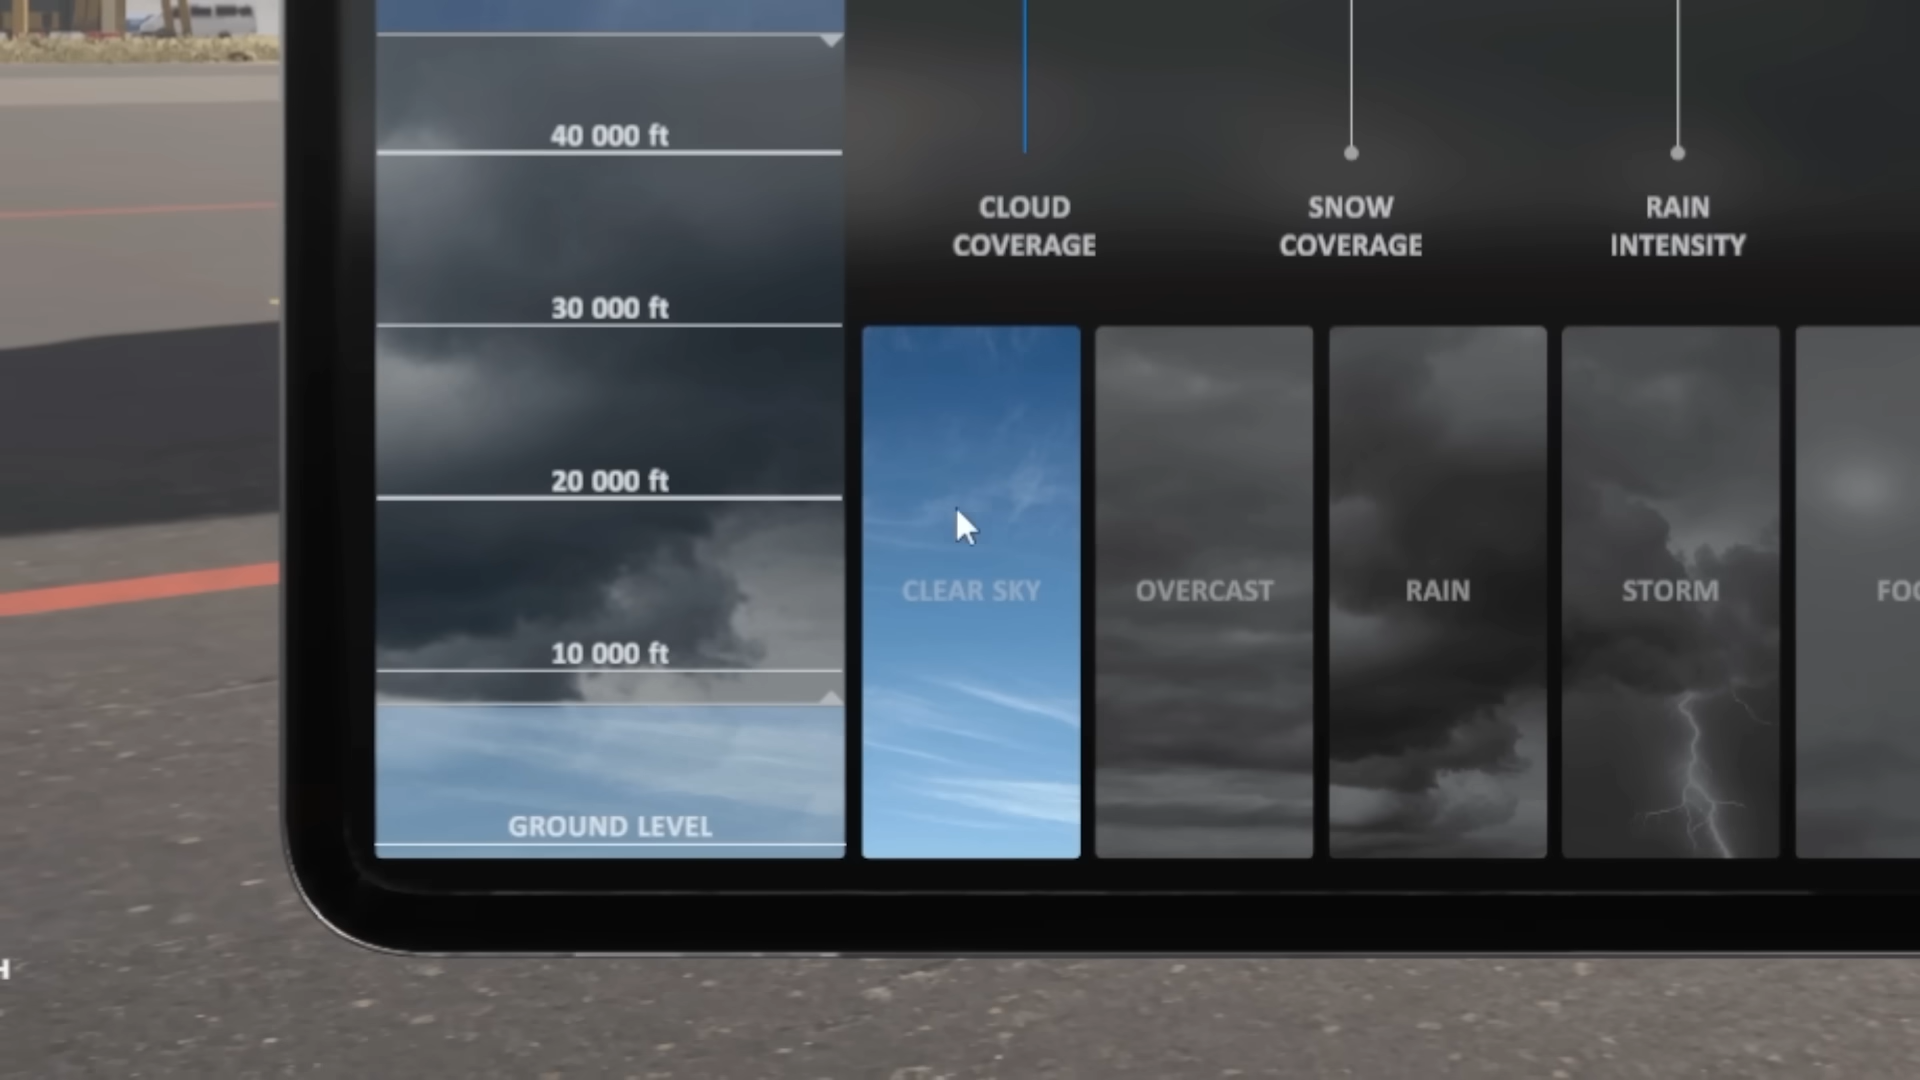 40 000 ft
30 000 ft
20 000 ft
10 000 ft
GROUND LEVEL
CLOUD
COVERAGE
SNOW
COVERAGE
RAIN
INTENSITY
CLEAR SKY
OVERCAST
RAIN
STORM